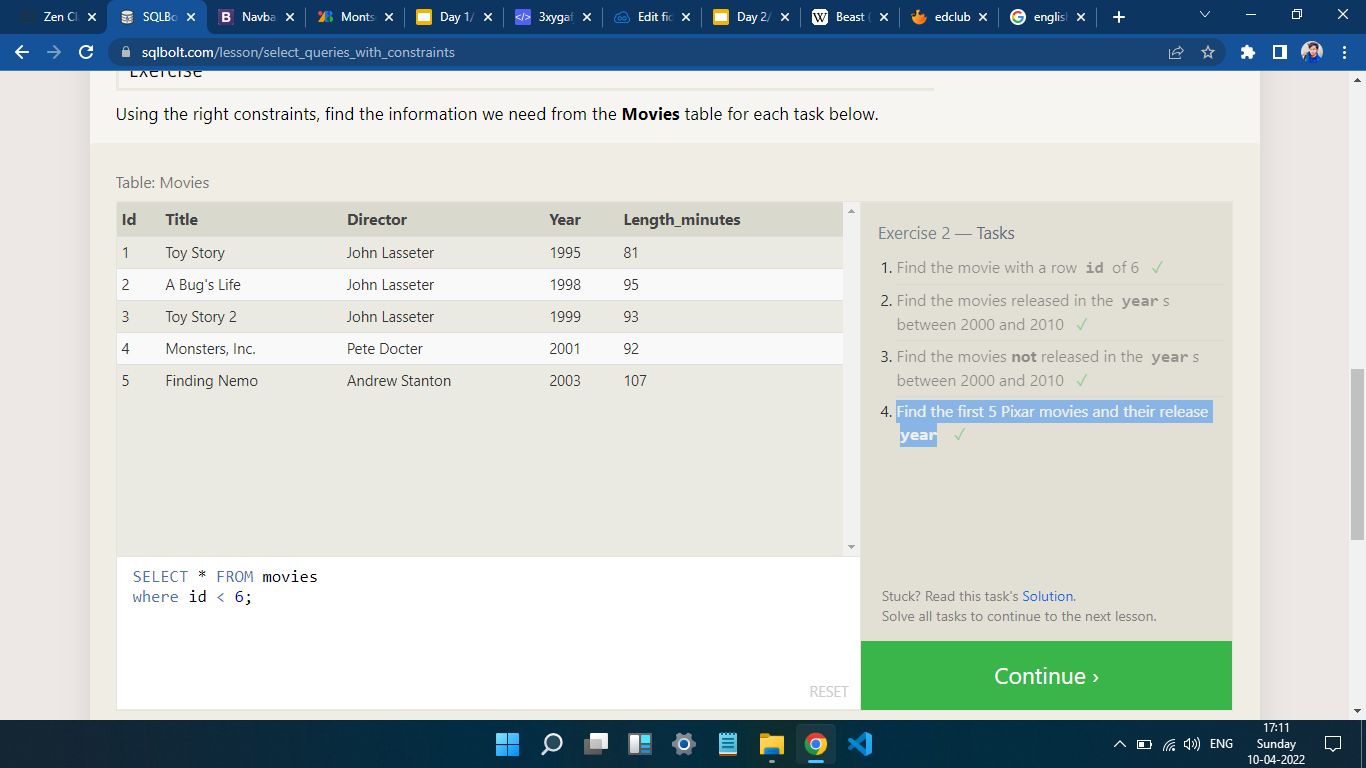 Zen Cl
SQLBo
Navba
Monts
Day 1/
3xygaf
Edit fid
Day 2/
Beast (
edclub
english
sqlbolt.com/lesson/select_queries_with_constraints
Exercise
Using the right constraints, find the information we need from the Movies table for each task below.
Table: Movies
Id Title Director Year Length_minutes
1 Toy Story John Lasseter 1995 81
2 A Bug's Life John Lasseter 1998 95
3 Toy Story 2 John Lasseter 1999 93
4 Monsters, Inc. Pete Docter 2001 92
5 Finding Nemo Andrew Stanton 2003 107
SELECT * FROM movies
where id < 6;
RESET
Exercise 2 — Tasks
1. Find the movie with a row id of 6 ✓
2. Find the movies released in the year s
between 2000 and 2010 ✓
3. Find the movies not released in the year s
between 2000 and 2010 ✓
4. Find the first 5 Pixar movies and their release
year ✓
Stuck? Read this task's Solution.
Solve all tasks to continue to the next lesson.
Continue ›
ENG
17:11
Sunday
10-04-2022